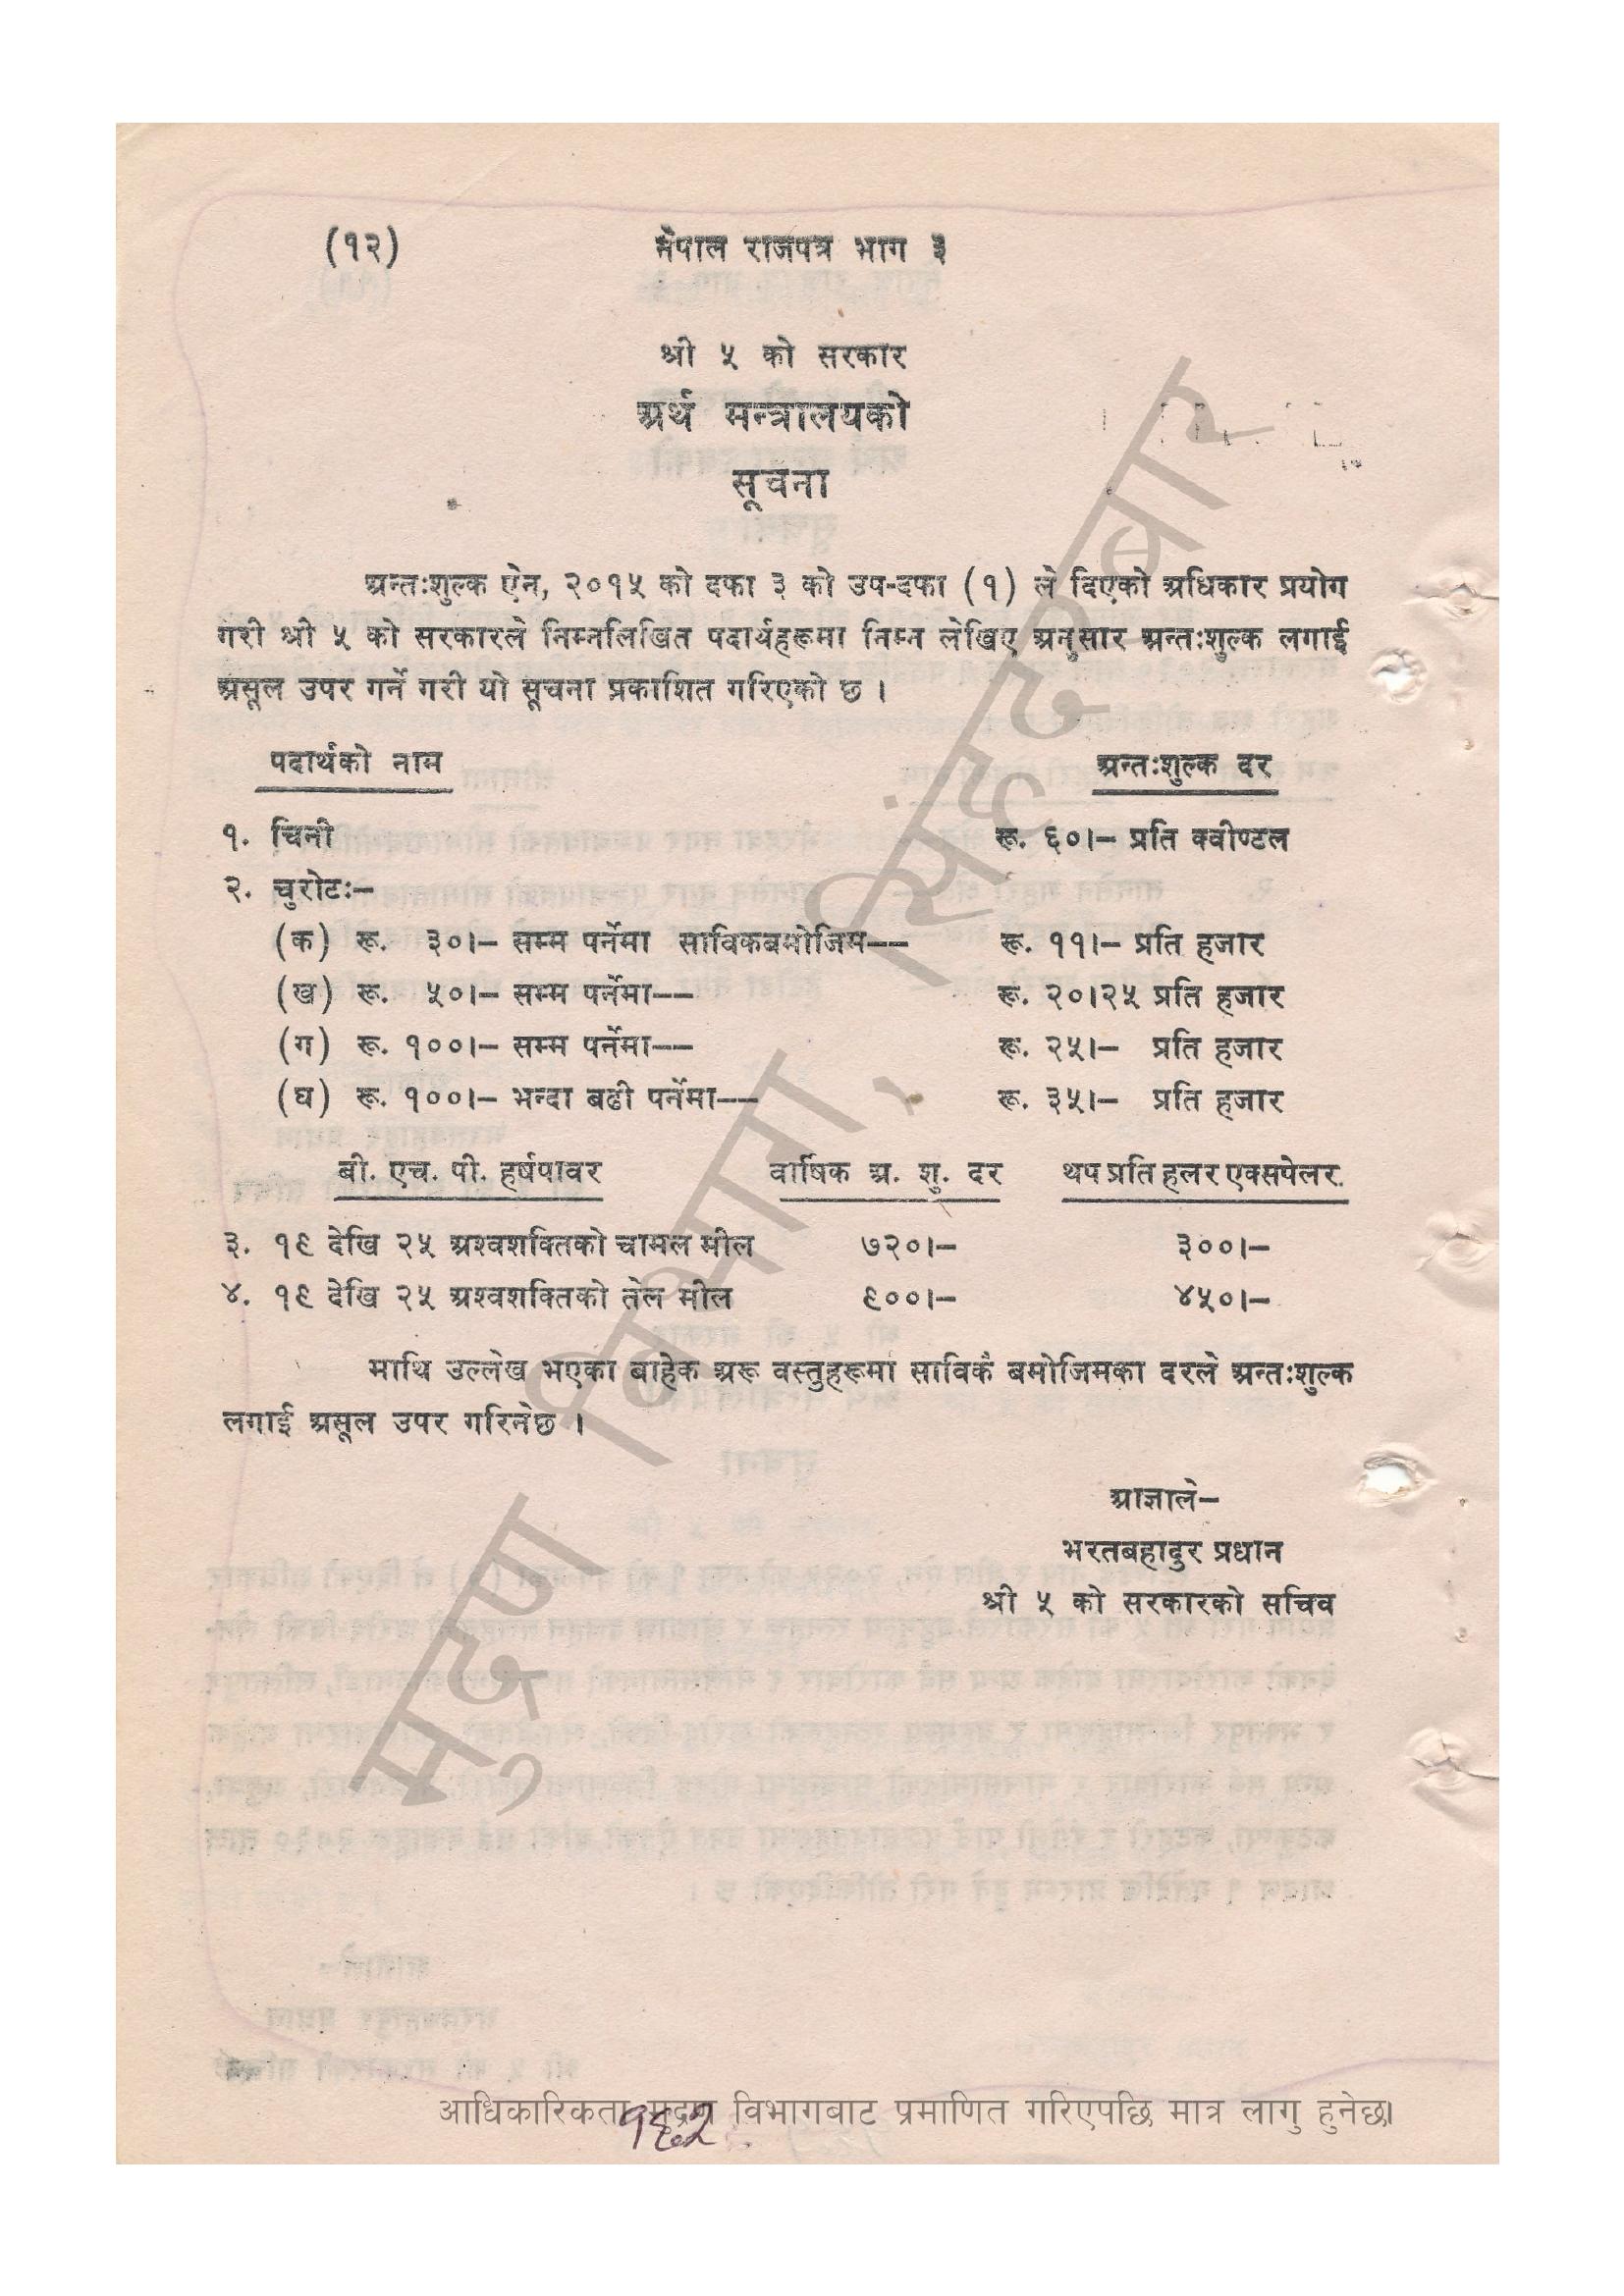 (१२) नेपाल राजपत्र भाग ३
श्री ५ को सरकार
अर्थ मन्त्रालयको
सूचना
अन्तःशुल्क ऐन, २०१५ को दफा ३ को उप-दफा (१) ले दिएको अधिकार प्रयोग
गरी श्री ५ को सरकारले निम्नलिखित पदार्थहरूमा निम्न लेखिए अनुसार अन्तःशुल्क लगाई
असूल उपर गर्ने गरी यो सूचना प्रकाशित गरिएको छ ।
पदार्थको नाम अन्तःशुल्क दर
१. चिनी रू. ६०।– प्रति क्वीण्टल
२. चुरोटः–
(क) रू. ३०।– सम्म पर्नेमा साविकबमोजिम–– रू. ११।– प्रति हजार
(ख) रू. ५०।– सम्म पर्नेमा–– रू. २०।२५ प्रति हजार
(ग) रू. १००।– सम्म पर्नेमा–– रू. २५।– प्रति हजार
(घ) रू. १००।– भन्दा बढी पर्नेमा–– रू. ३५।– प्रति हजार
बी. एच. पी. हर्षपावर वार्षिक अ. शु. दर थप प्रति हलर एक्सपेलर
३. १९ देखि २५ अश्वशक्तिको चामल मील ७२०।– ३००।–
४. १९ देखि २५ अश्वशक्तिको तेल मील ९००।– ४५०।–
माथि उल्लेख भएका बाहेक अरू वस्तुहरूमा साविकै बमोजिमका दरले अन्तःशुल्क
लगाई असूल उपर गरिनेछ ।
आज्ञाले–
भरतबहादुर प्रधान
श्री ५ को सरकारको सचिव
मुद्रण विभाग, सिंहदरबार
आधिकारिकता मुद्रण विभागबाट प्रमाणित गरिएपछि मात्र लागु हुनेछ।
१६२